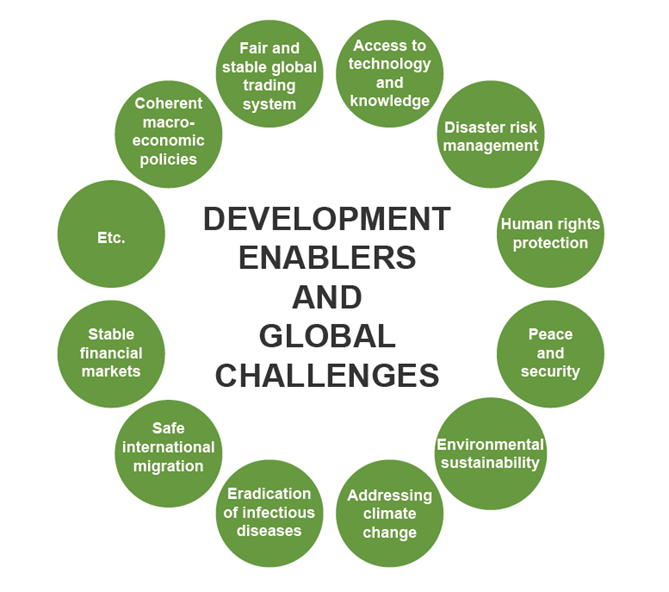 Fair and
stable global
trading
system
Access to
technology
and
knowledge
Disaster risk
management
Human rights
protection
Peace
and
security
Environmental
sustainability
Addressing
climate
change
Eradication
of infectious
diseases
Safe
international
migration
Stable
financial
markets
Etc.
Coherent
macro-
economic
policies
DEVELOPMENT
ENABLERS
AND
GLOBAL
CHALLENGES